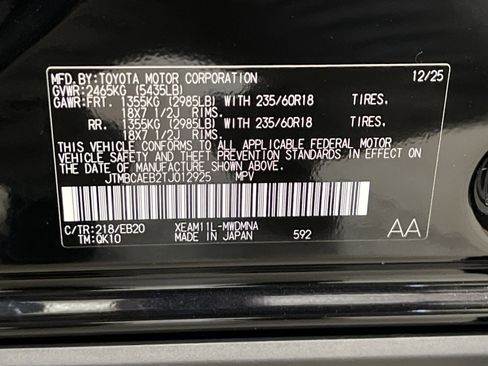 MFD.BY:TOYOTA MOTOR CORPORATION 12/25
GVWR:2465KG (5435LB)
GAWR:FRT. 1355KG (2985LB) WITH 235/60R18 TIRES.
18X7 1/2J RIMS.
RR. 1355KG (2985LB) WITH 235/60R18 TIRES.
18X7 1/2J RIMS.
THIS VEHICLE CONFORMS TO ALL APPLICABLE FEDERAL MOTOR
VEHICLE SAFETY AND THEFT PREVENTION STANDARDS IN EFFECT ON
THE DATE OF MANUFACTURE SHOWN ABOVE.
JTMBCAEB2TJ012925 MPV
C/TR:218/EB20 XEAM11L-MWDMNA AA
TM:QK10 MADE IN JAPAN 592